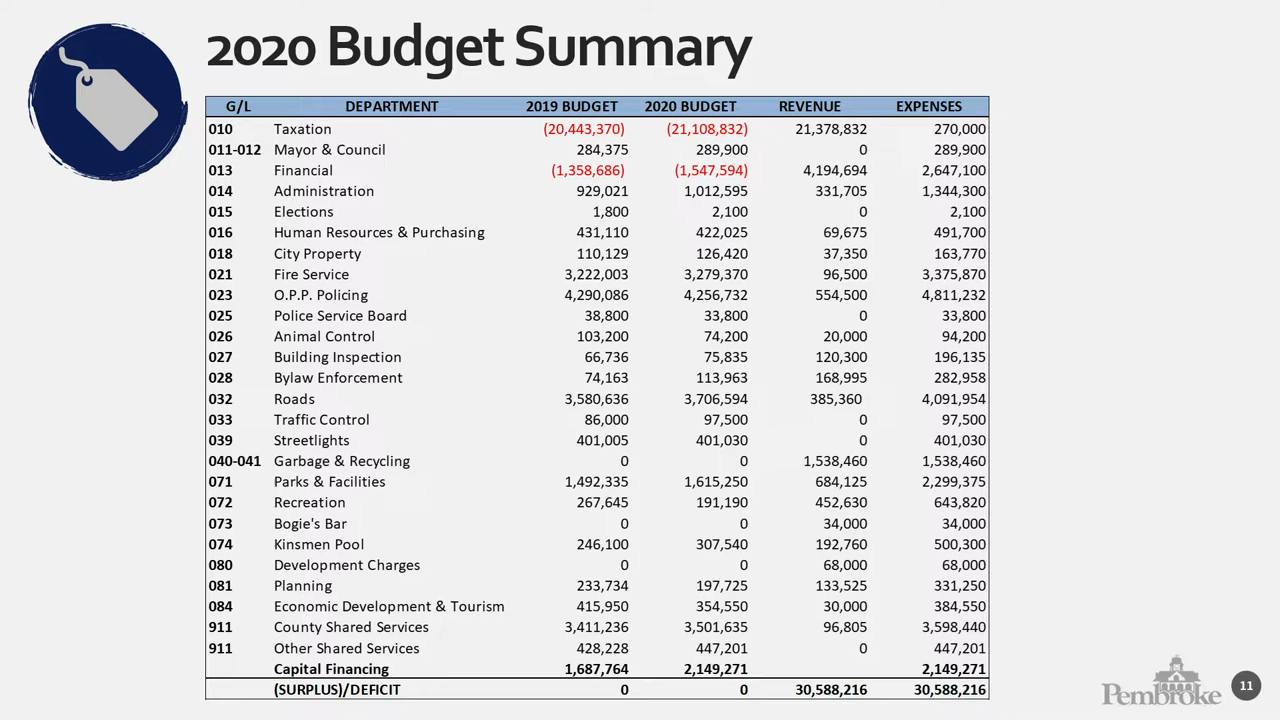 2020 Budget Summary
G/L DEPARTMENT 2019 BUDGET 2020 BUDGET REVENUE EXPENSES
010 Taxation (20,443,370) (21,108,832) 21,378,832 270,000
011-012 Mayor & Council 284,375 289,900 0 289,900
013 Financial (1,358,686) (1,547,594) 4,194,694 2,647,100
014 Administration 929,021 1,012,595 331,705 1,344,300
015 Elections 1,800 2,100 0 2,100
016 Human Resources & Purchasing 431,110 422,025 69,675 491,700
018 City Property 110,129 126,420 37,350 163,770
021 Fire Service 3,222,003 3,279,370 96,500 3,375,870
023 O.P.P. Policing 4,290,086 4,256,732 554,500 4,811,232
025 Police Service Board 38,800 33,800 0 33,800
026 Animal Control 103,200 74,200 20,000 94,200
027 Building Inspection 66,736 75,835 120,300 196,135
028 Bylaw Enforcement 74,163 113,963 168,995 282,958
032 Roads 3,580,636 3,706,594 385,360 4,091,954
033 Traffic Control 86,000 97,500 0 97,500
039 Streetlights 401,005 401,030 0 401,030
040-041 Garbage & Recycling 0 0 1,538,460 1,538,460
071 Parks & Facilities 1,492,335 1,615,250 684,125 2,299,375
072 Recreation 267,645 191,190 452,630 643,820
073 Bogie's Bar 0 0 34,000 34,000
074 Kinsmen Pool 246,100 307,540 192,760 500,300
080 Development Charges 0 0 68,000 68,000
081 Planning 233,734 197,725 133,525 331,250
084 Economic Development & Tourism 415,950 354,550 30,000 384,550
911 County Shared Services 3,411,236 3,501,635 96,805 3,598,440
911 Other Shared Services 428,228 447,201 0 447,201
Capital Financing 1,687,764 2,149,271 2,149,271
(SURPLUS)/DEFICIT 0 0 30,588,216 30,588,216
Pembroke
11